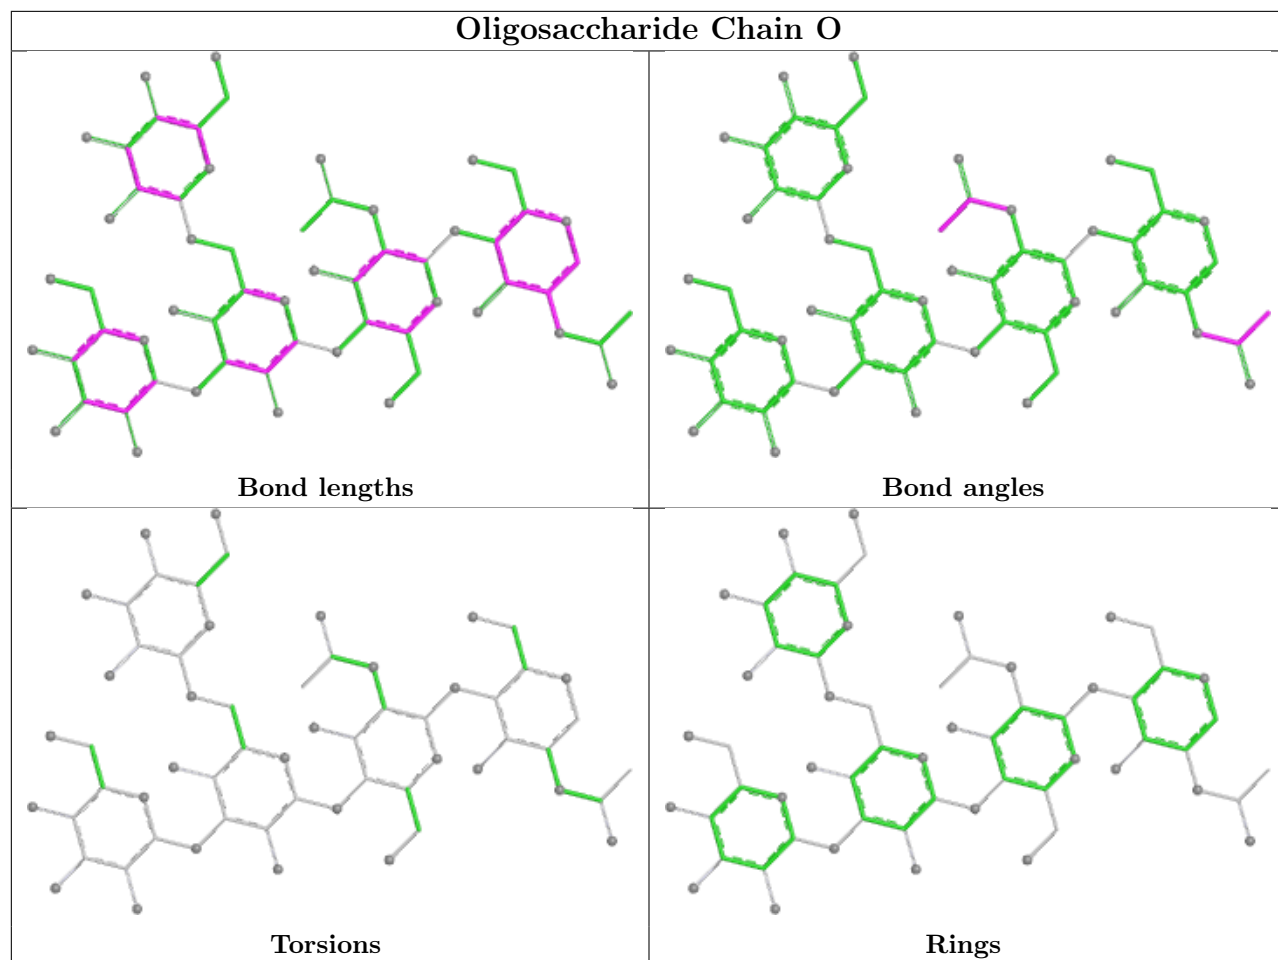 Oligosaccharide Chain O
Bond lengths
Bond angles
Torsions
Rings